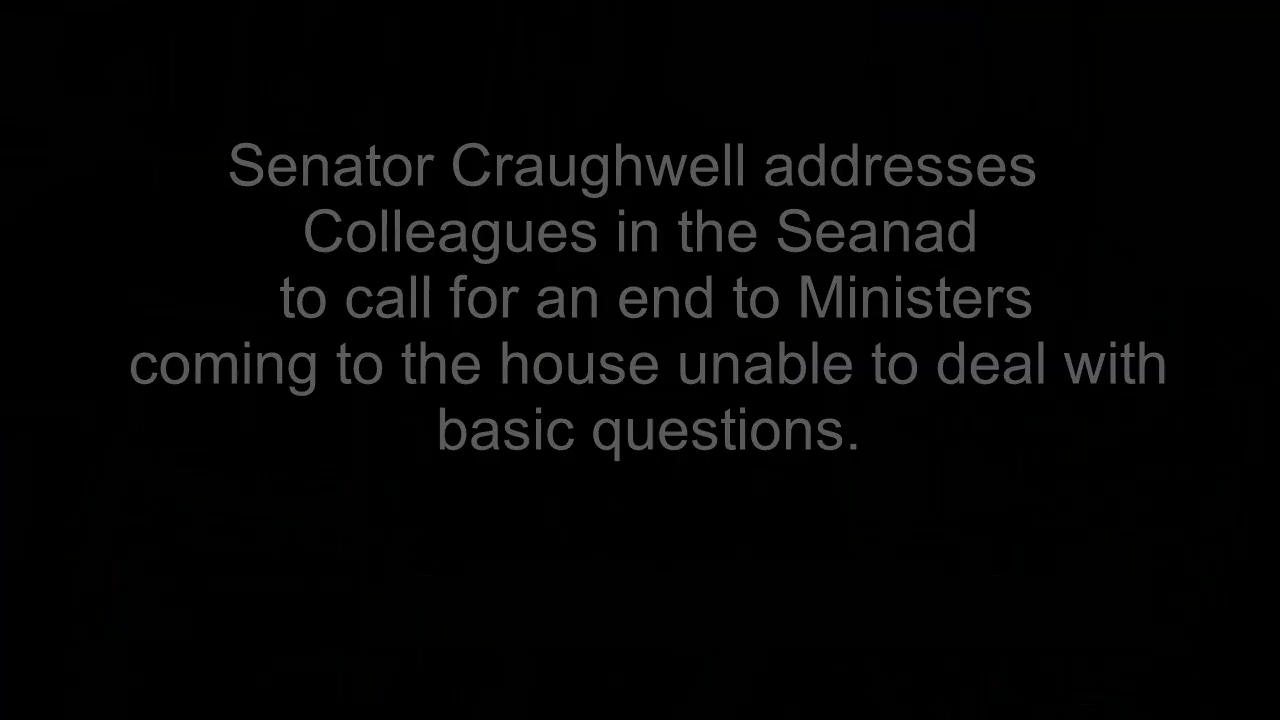 Senator Craughwell addresses
Colleagues in the Seanad
to call for an end to Ministers
coming to the house unable to deal with
basic questions.